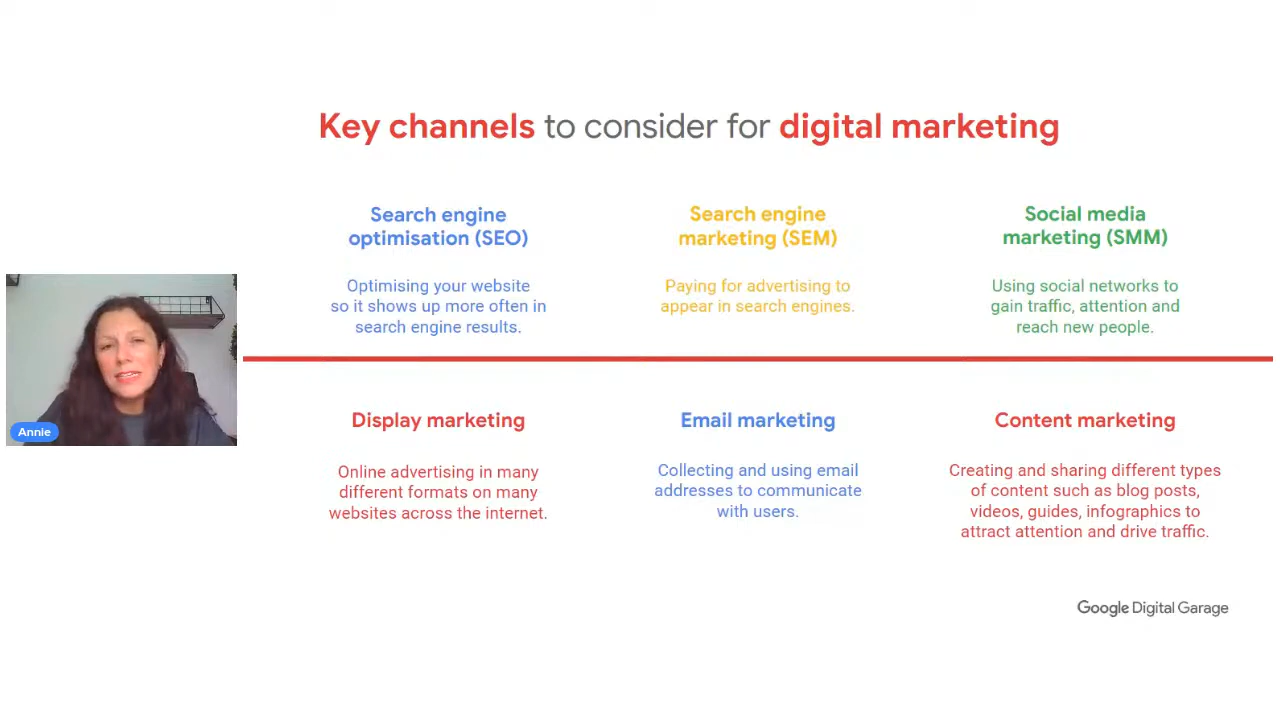 Key channels to consider for digital marketing
Search engine
optimisation (SEO)
Optimising your website
so it shows up more often in
search engine results.
Search engine
marketing (SEM)
Paying for advertising to
appear in search engines.
Social media
marketing (SMM)
Using social networks to
gain traffic, attention and
reach new people.
Annie
Display marketing
Online advertising in many
different formats on many
websites across the internet.
Email marketing
Collecting and using email
addresses to communicate
with users.
Content marketing
Creating and sharing different types
of content such as blog posts,
videos, guides, infographics to
attract attention and drive traffic.
Google Digital Garage